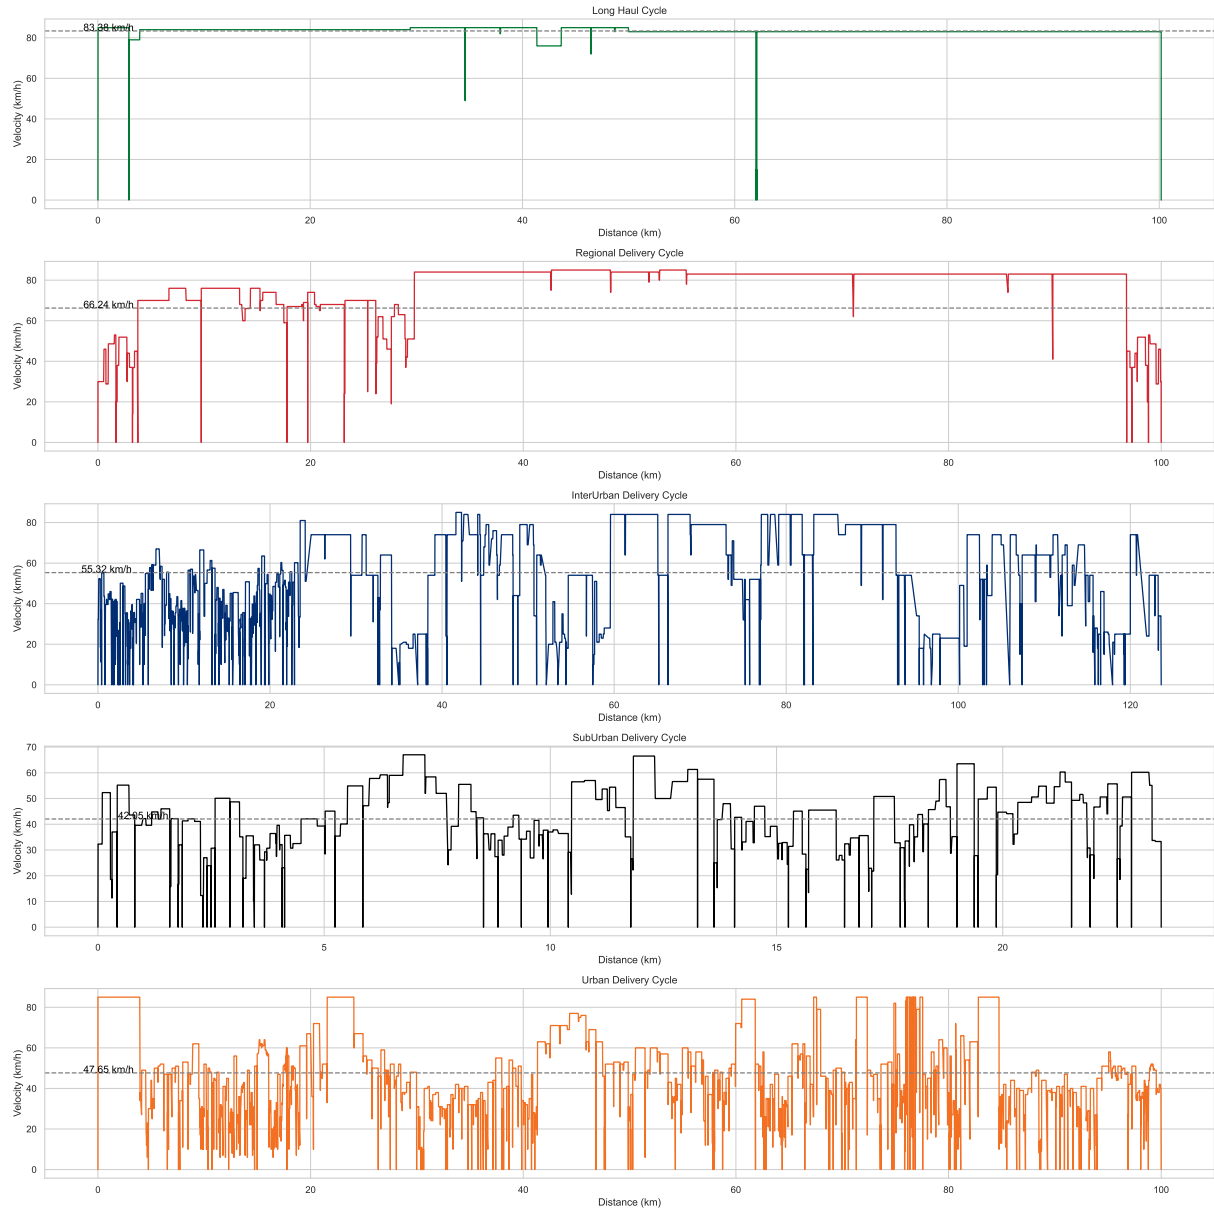 Long Haul Cycle
83.38 km/h
80
60
40
20
0
Velocity (km/h)
0 20 40 60 80 100
Distance (km)
Regional Delivery Cycle
80
66.24 km/h
60
40
20
0
Velocity (km/h)
0 20 40 60 80 100
Distance (km)
InterUrban Delivery Cycle
80
60
55.32 km/h
40
20
0
Velocity (km/h)
0 20 40 60 80 100 120
Distance (km)
SubUrban Delivery Cycle
70
60
50
42.05 km/h
40
30
20
10
0
Velocity (km/h)
0 5 10 15 20
Distance (km)
Urban Delivery Cycle
80
60
47.65 km/h
40
20
0
Velocity (km/h)
0 20 40 60 80 100
Distance (km)